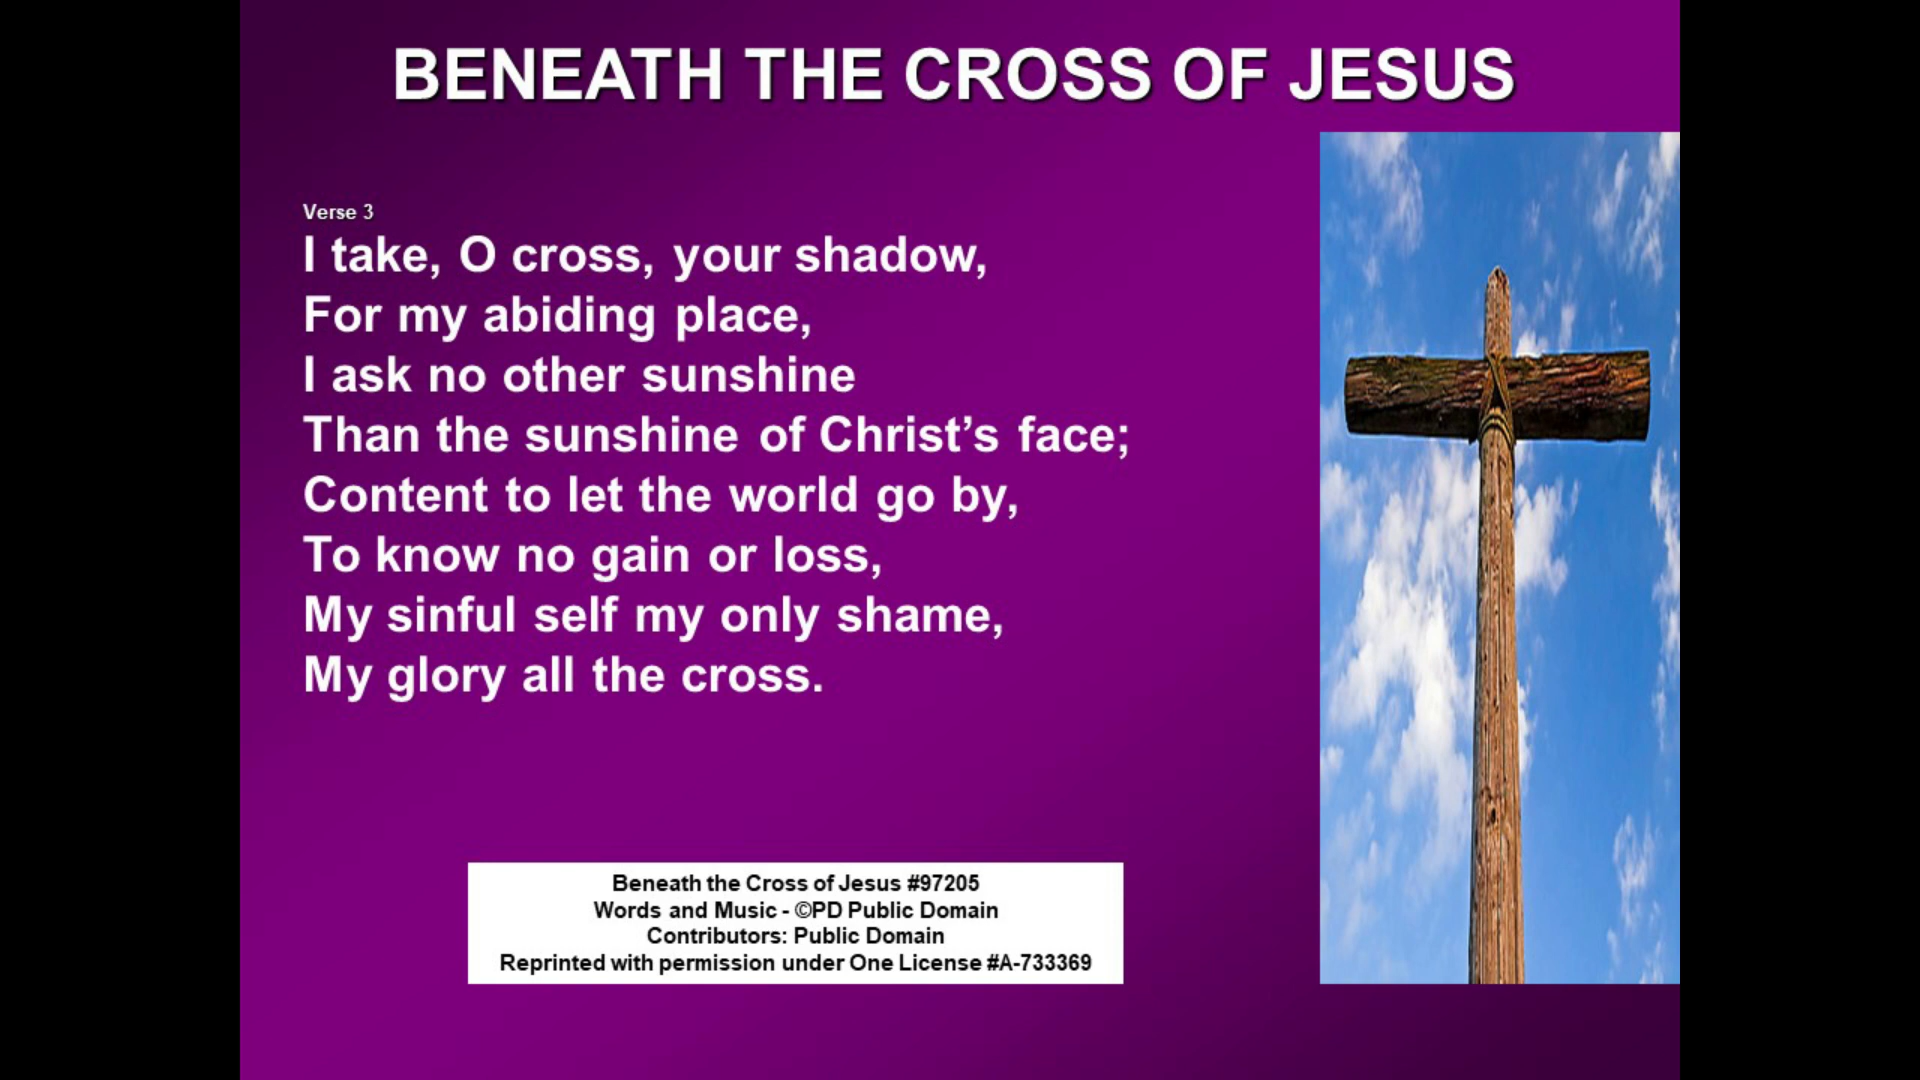 BENEATH THE CROSS OF JESUS
Verse 3
I take, O cross, your shadow,
For my abiding place,
I ask no other sunshine
Than the sunshine of Christ’s face;
Content to let the world go by,
To know no gain or loss,
My sinful self my only shame,
My glory all the cross.
Beneath the Cross of Jesus #97205
Words and Music - ©PD Public Domain
Contributors: Public Domain
Reprinted with permission under One License #A-733369